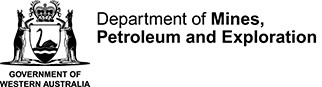 Department of Mines,
Petroleum and Exploration
GOVERNMENT OF
WESTERN AUSTRALIA